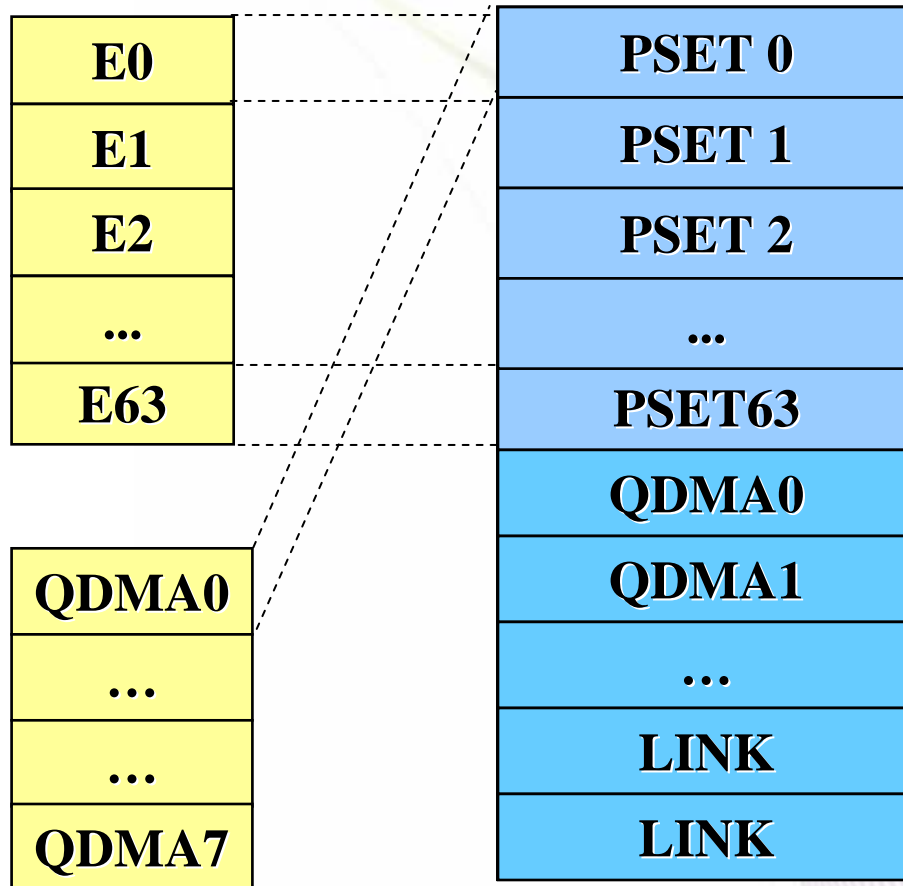 E0
E1
E2
...
E63
QDMA0
...
...
QDMA7
PSET 0
PSET 1
PSET 2
...
PSET63
QDMA0
QDMA1
...
LINK
LINK